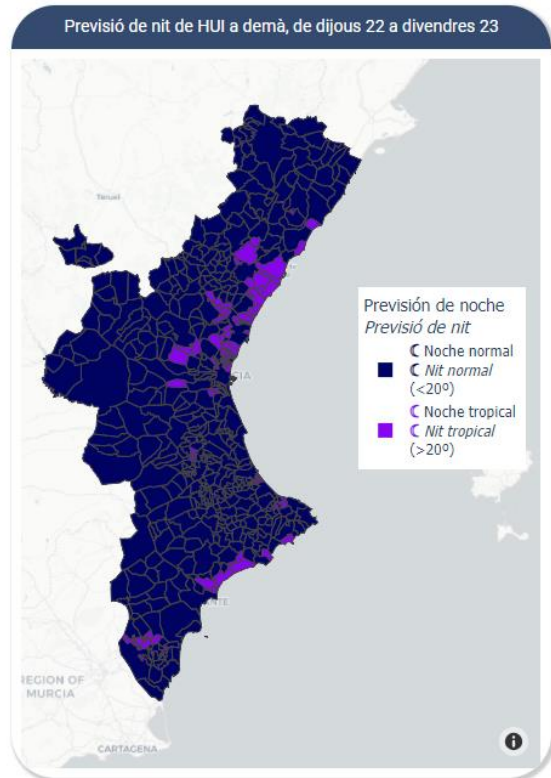 Previsió de nit de HUI a demà, de dijous 22 a divendres 23
Teruel
Previsión de noche
Previsió de nit
Noche normal
Nit normal
(<20º)
Noche tropical
Nit tropical
(>20º)
REGION OF
MURCIA
CARTAGENA
i